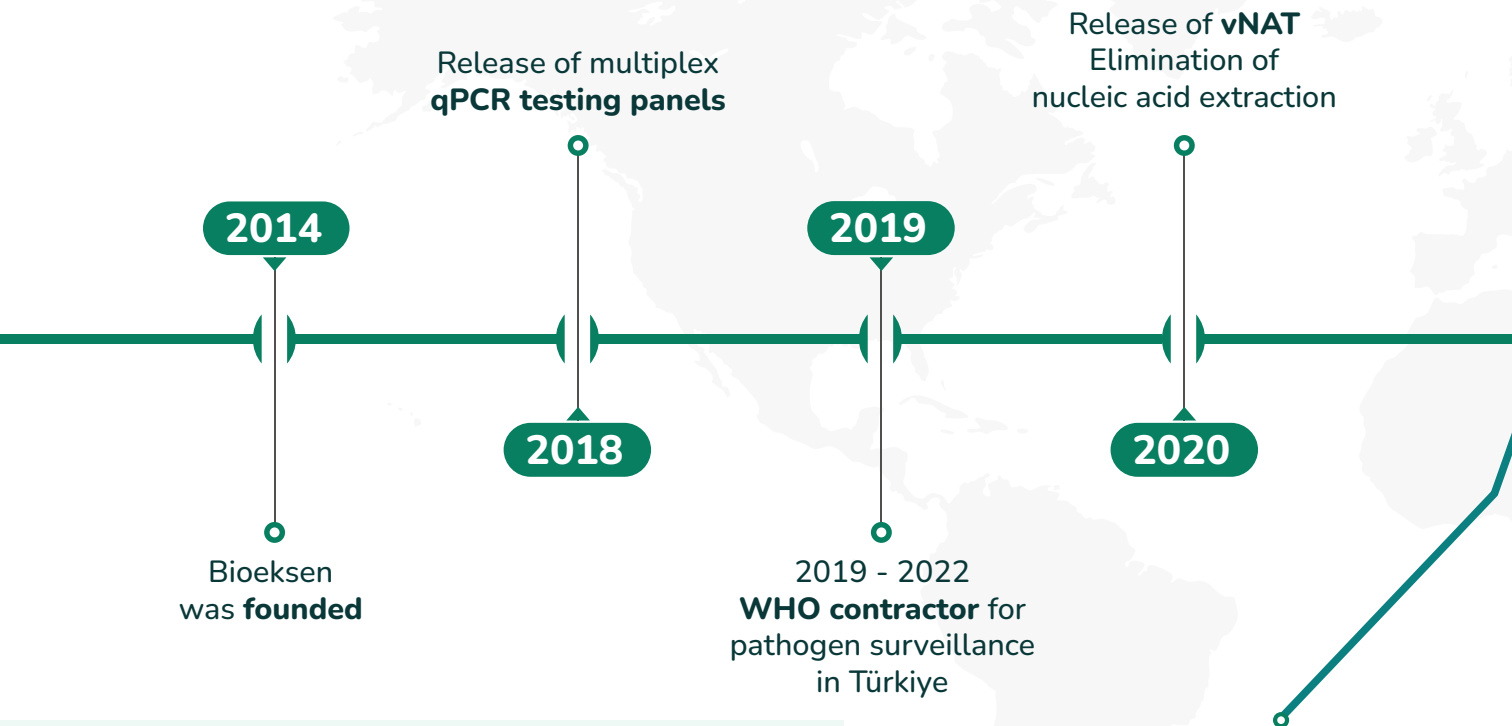 2014
Bioeksen
was founded
Release of multiplex
qPCR testing panels
2018
2019
2019 - 2022
WHO contractor for
pathogen surveillance
in Türkiye
Release of vNAT
Elimination of
nucleic acid extraction
2020